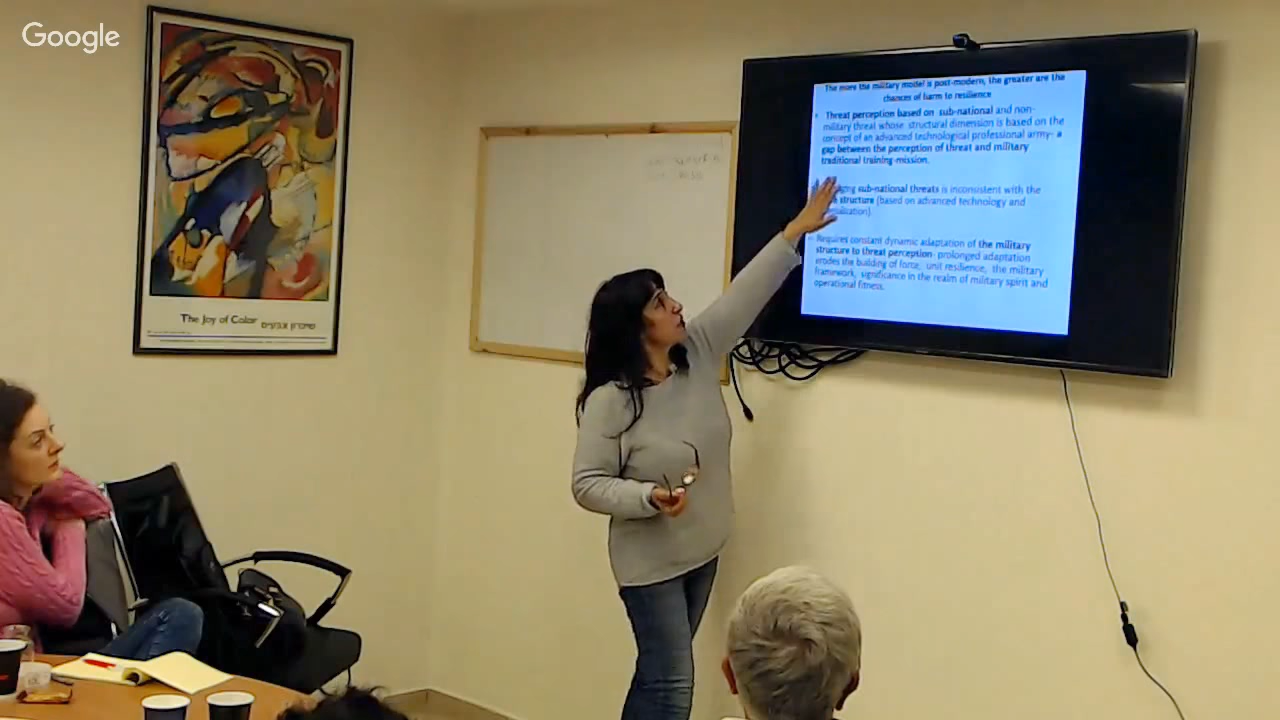 Google
The Joy of Color
The more the military model is post-modern, the greater are the
chances of harm to resilience
• Threat perception based on sub-national and non-
military threat whose structural dimension is based on the
concept of an advanced technological professional army- a
gap between the perception of threat and military
traditional training-mission.
sub-national threats is inconsistent with the
structure (based on advanced technology and
Requires constant dynamic adaptation of the military
structure to threat perception- prolonged adaptation
erodes the building of force, unit resilience, the military
framework, significance in the realm of military spirit and
operational fitness.